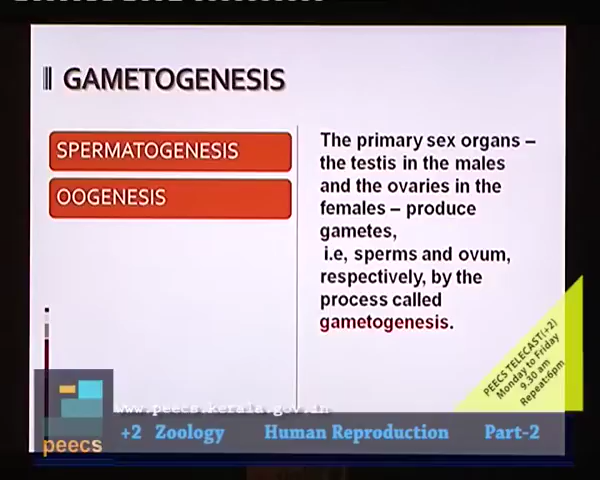 GAMETOGENESIS
SPERMATOGENESIS
OOGENESIS
The primary sex organs –
the testis in the males
and the ovaries in the
females – produce
gametes,
i.e, sperms and ovum,
respectively, by the
process called
gametogenesis.
PEECS TELECAST(+2)
Monday to Friday
9.30 am
Repeat:6pm
www.peecs.kerala.gov.in
peecs
+2 Zoology Human Reproduction Part-2